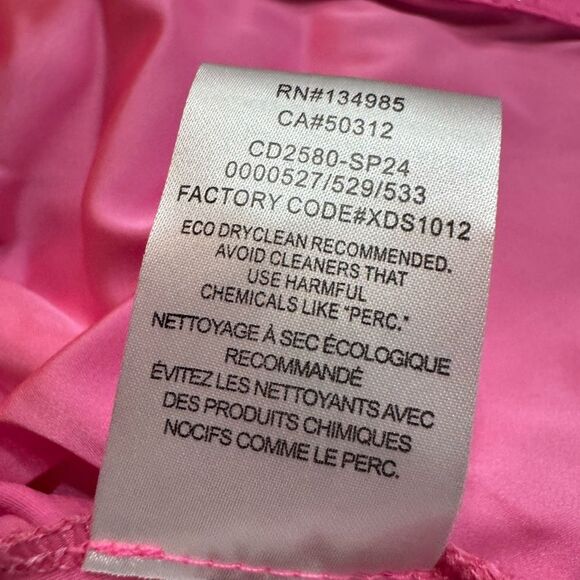 RN#134985
CA#50312
CD2580-SP24
0000527/529/533
FACTORY CODE#XDS1012
ECO DRYCLEAN RECOMMENDED.
AVOID CLEANERS THAT
USE HARMFUL
CHEMICALS LIKE "PERC."
NETTOYAGE À SEC ÉCOLOGIQUE
RECOMMANDÉ
ÉVITEZ LES NETTOYANTS AVEC
DES PRODUITS CHIMIQUES
NOCIFS COMME LE PERC.